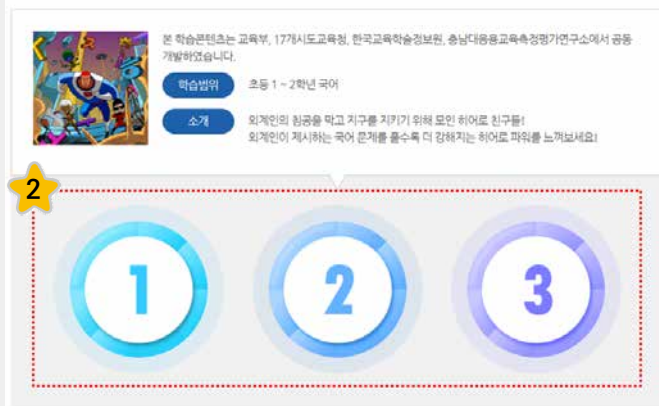 본 학습콘텐츠는 교육부, 17개시도교육청, 한국교육학술정보원, 충남대응용교육측정평가연구소에서 공동
개발하였습니다.
학습범위 초등 1 ~ 2학년 국어
소개 외계인의 침공을 막고 지구를 지키기 위해 모인 히어로 친구들!
외계인이 제시하는 국어 문제를 풀수록 더 강해지는 히어로 파워를 느껴보세요!
2
1 2 3